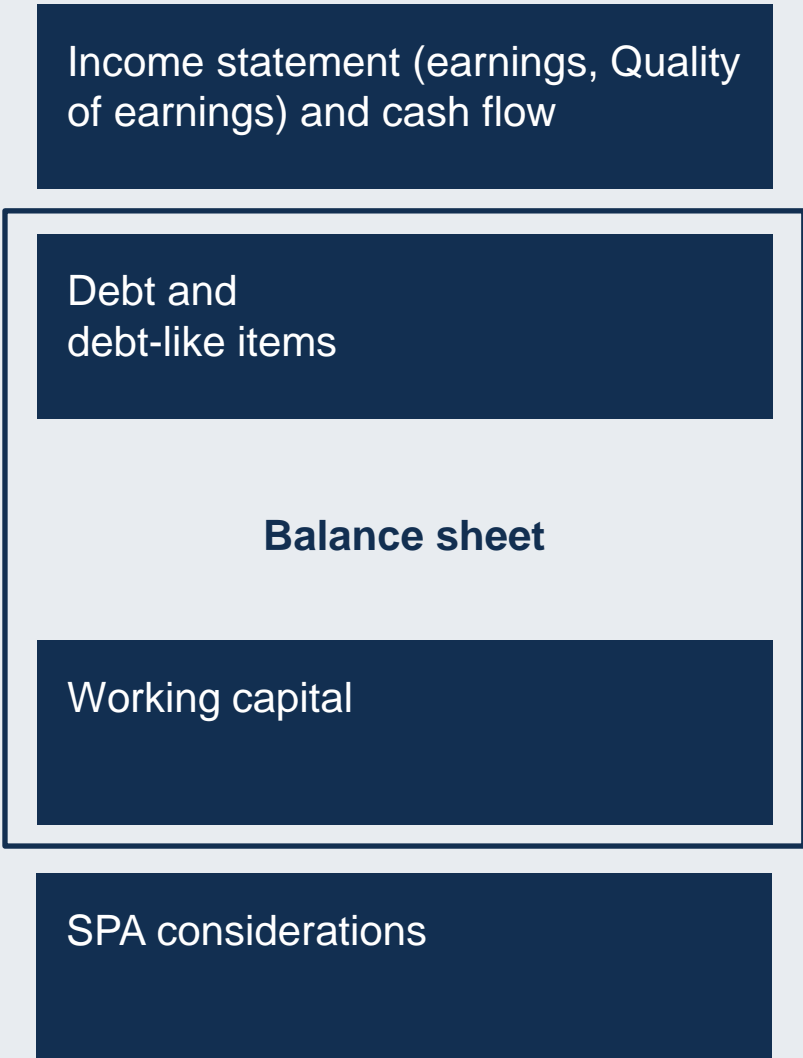 Income statement (earnings, Quality
of earnings) and cash flow
Debt and
debt-like items
Balance sheet
Working capital
SPA considerations